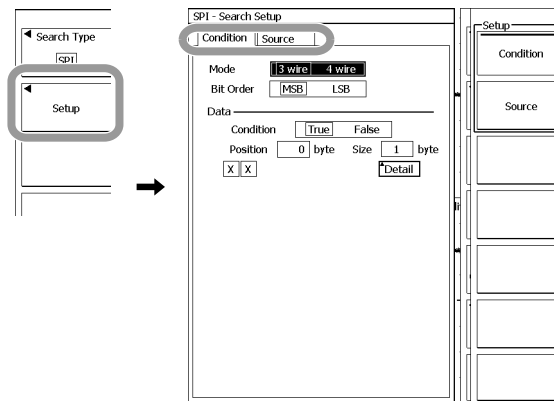 Search Type
SPI
Setup
SPI - Search Setup
Condition Source
Mode 3 wire 4 wire
Bit Order MSB LSB
Data
Condition True False
Position 0 byte Size 1 byte
X X Detail
Setup
Condition
Source